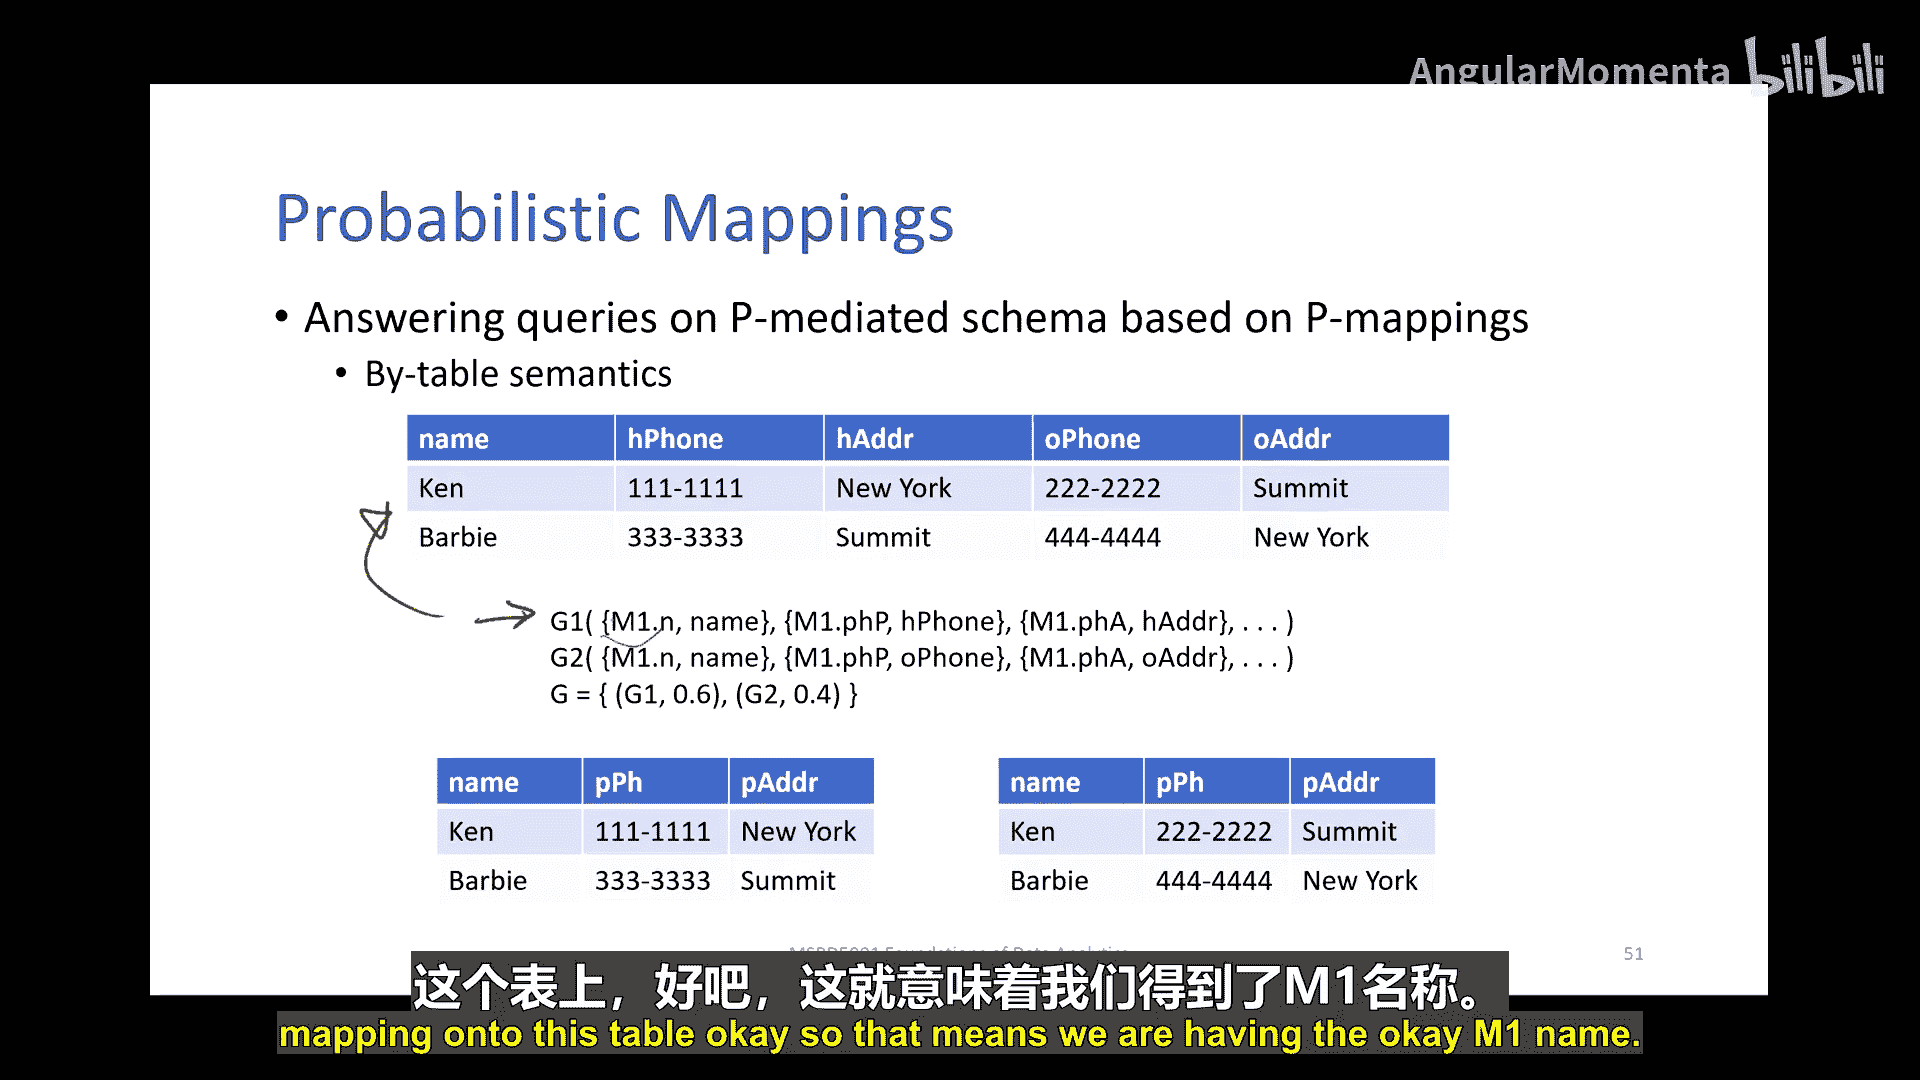 AngularMomenta bilibili
Probabilistic Mappings
• Answering queries on P-mediated schema based on P-mappings
• By-table semantics
name hPhone hAddr oPhone oAddr
Ken 111-1111 New York 222-2222 Summit
Barbie 333-3333 Summit 444-4444 New York
G1( {M1.n, name}, {M1.phP, hPhone}, {M1.phA, hAddr}, . . . )
G2( {M1.n, name}, {M1.phP, oPhone}, {M1.phA, oAddr}, . . . )
G = { (G1, 0.6), (G2, 0.4) }
name pPh pAddr
Ken 111-1111 New York
Barbie 333-3333 Summit
name pPh pAddr
Ken 222-2222 Summit
Barbie 444-4444 New York
51
这个表上，好吧，这就意味着我们得到了M1名称。
mapping onto this table okay so that means we are having the okay M1 name.